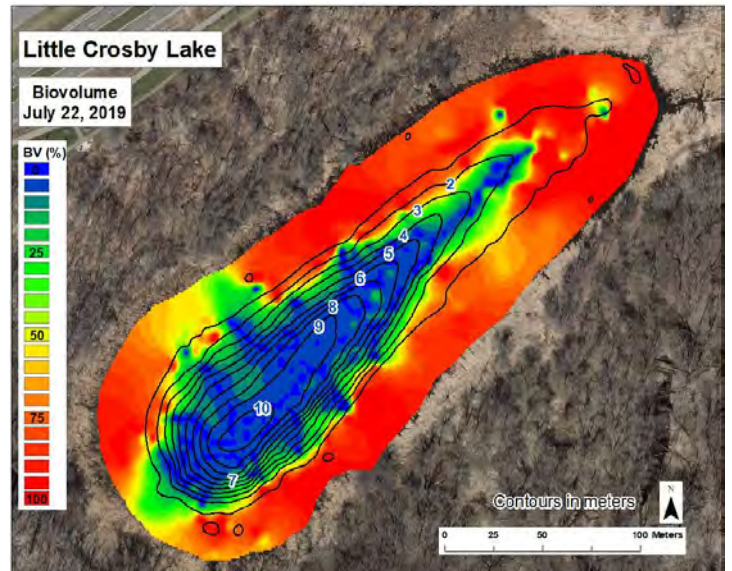 Little Crosby Lake
Biovolume
July 22, 2019
BV (%)
0
25
50
75
100
2
3
4
5
6
8
9
10
7
Contours in meters
N
0 25 50 100 Meters